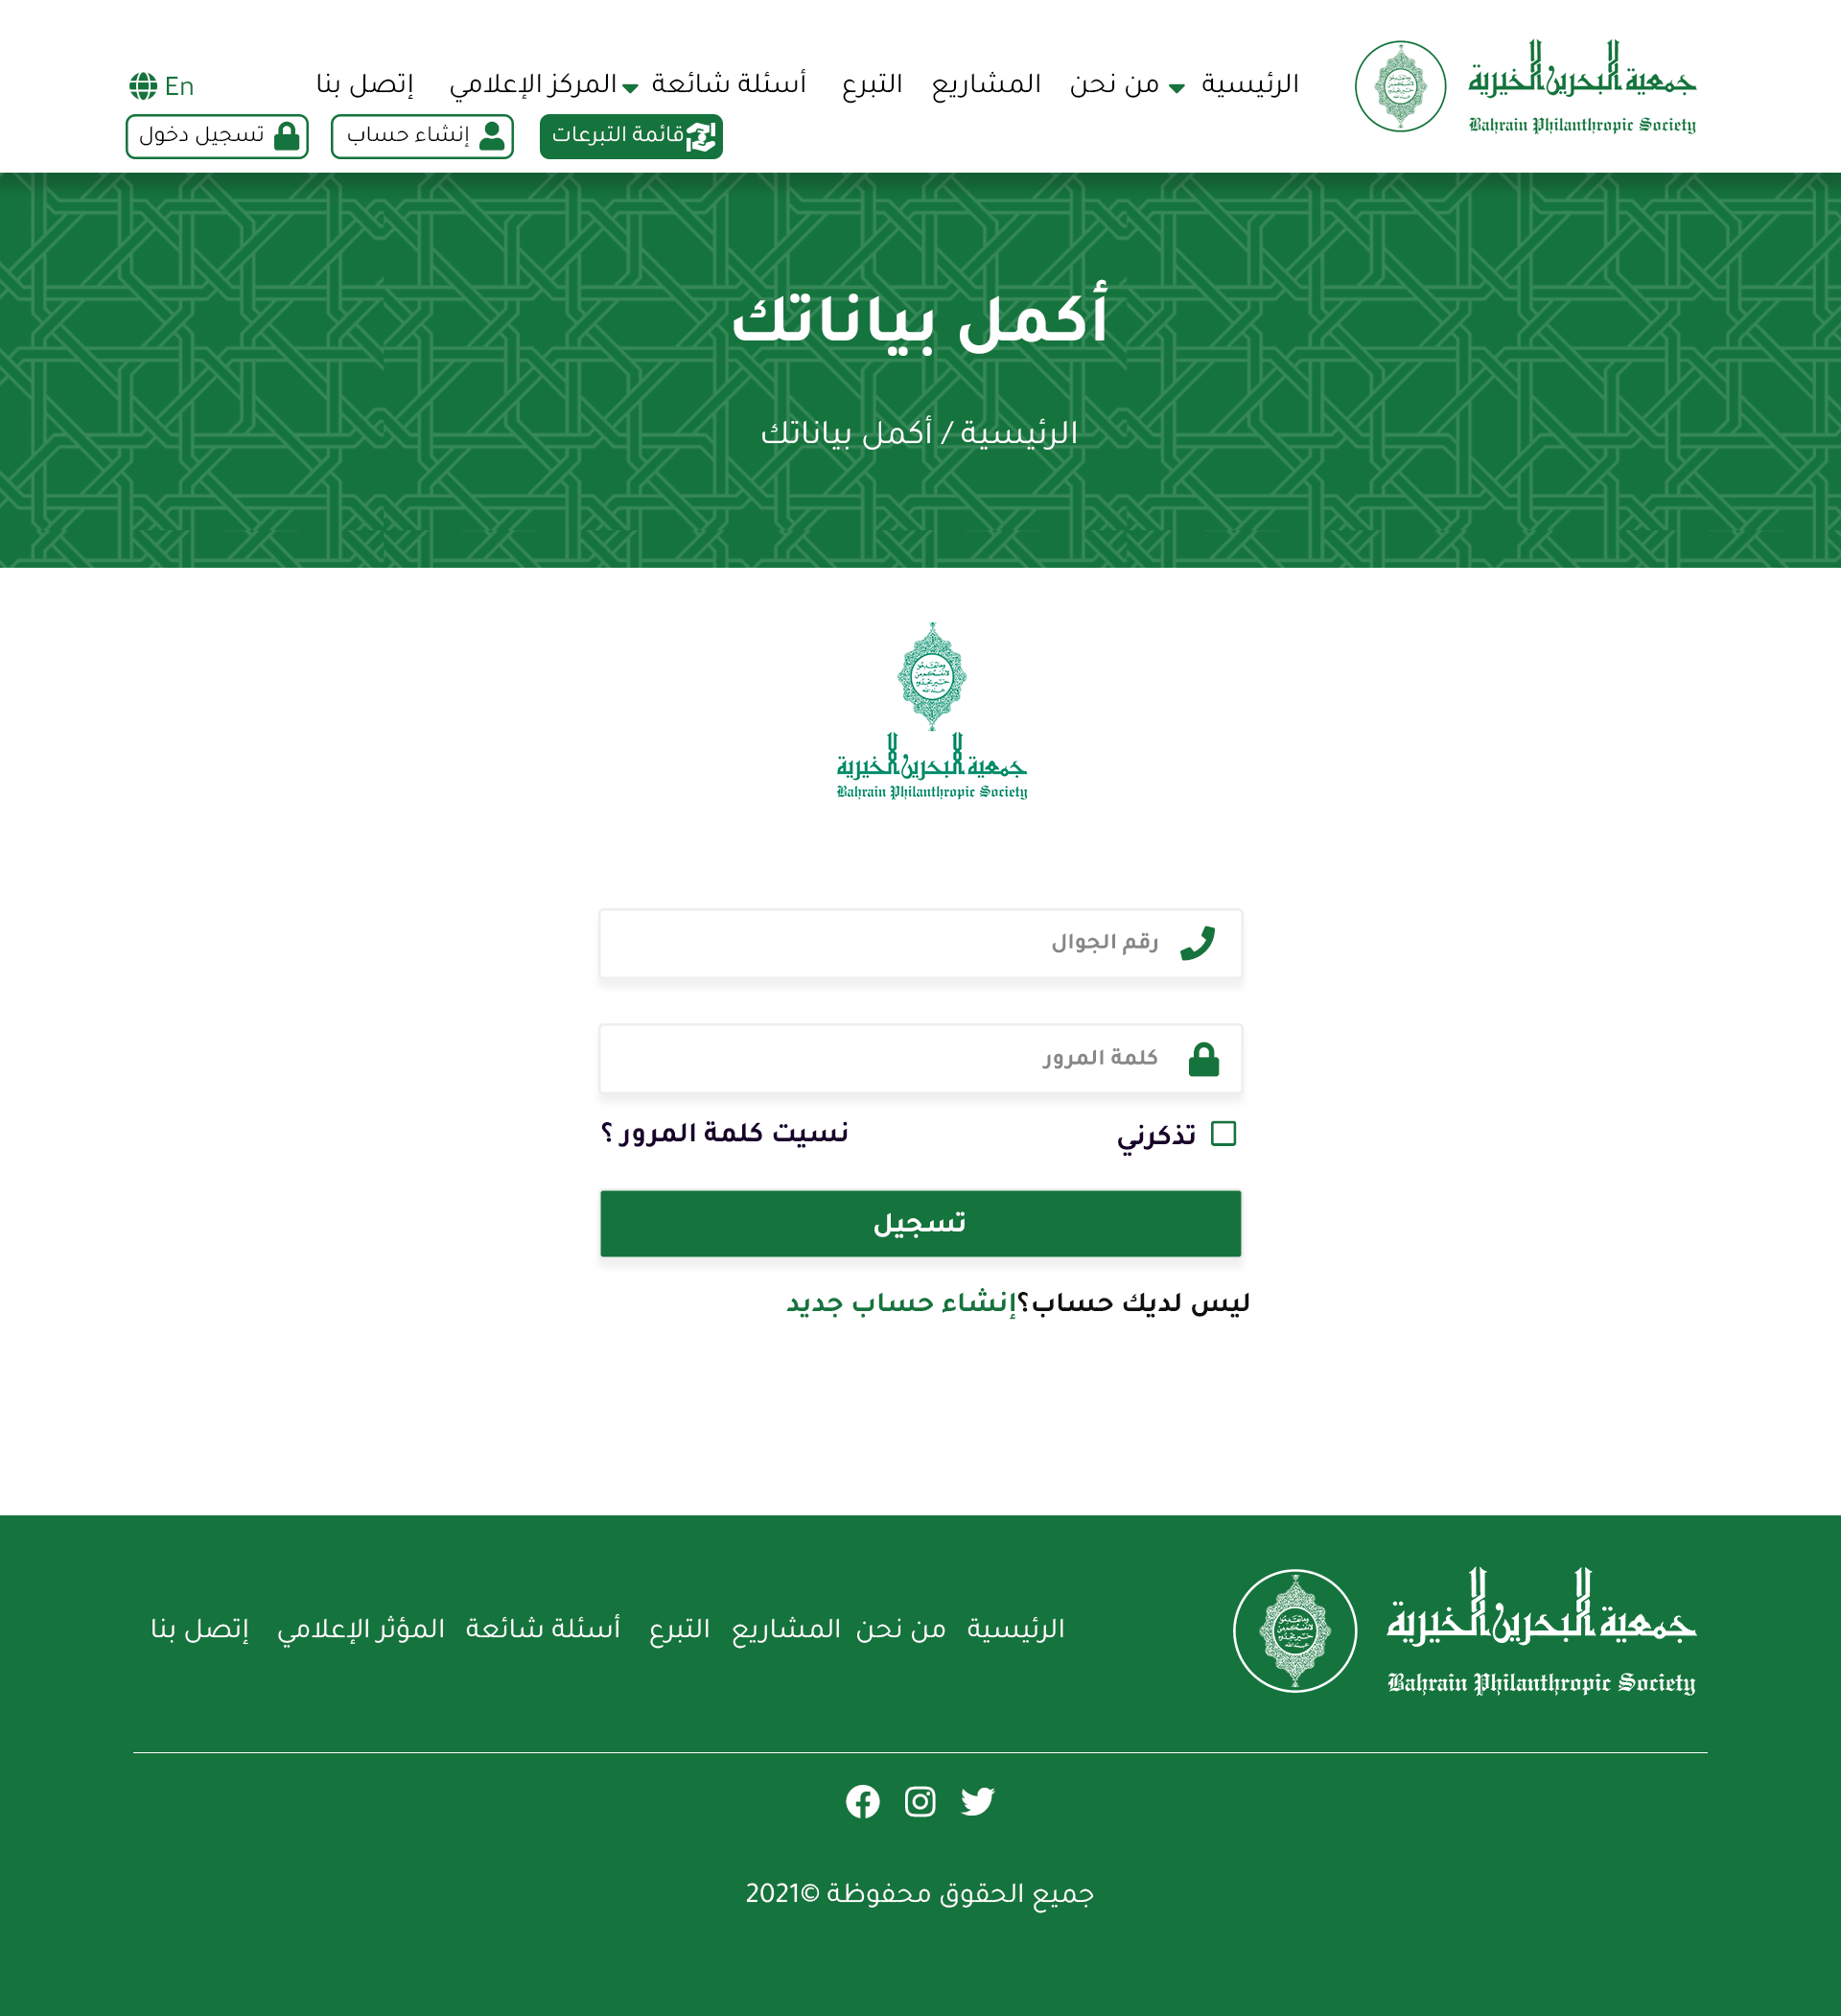 جمعية البحرين الخيرية
Bahrain Philanthropic Society
الرئيسية من نحن المشاريع التبرع أسئلة شائعة المركز الإعلامي إتصل بنا En
قائمة التبرعات إنشاء حساب تسجيل دخول
أكمل بياناتك
الرئيسية / أكمل بياناتك
جمعية البحرين الخيرية
Bahrain Philanthropic Society
رقم الجوال
كلمة المرور
تذكرني نسيت كلمة المرور ؟
تسجيل
ليس لديك حساب؟إنشاء حساب جديد
جمعية البحرين الخيرية
Bahrain Philanthropic Society
الرئيسية من نحن المشاريع التبرع أسئلة شائعة المؤثر الإعلامي إتصل بنا
جميع الحقوق محفوظة ©2021